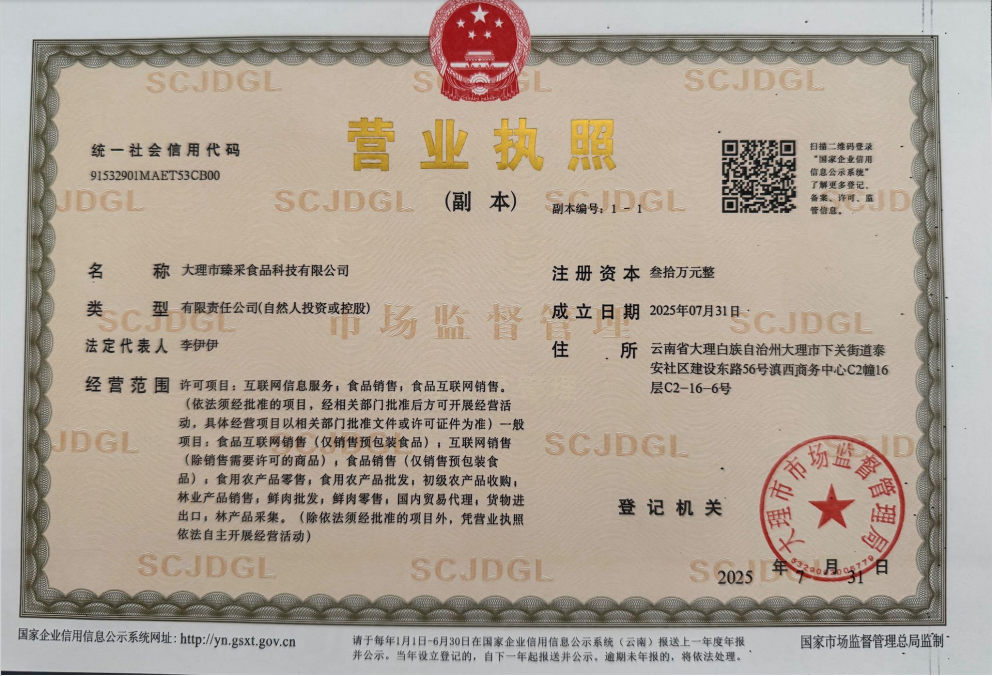 营业执照
(副 本)
副本编号：1 - 1
统一社会信用代码
91532901MAET53CB00
扫描二维码登录
“国家企业信用
信息公示系统”
了解更多登记、
备案、许可、监
管信息。
名 称 大理市臻采食品科技有限公司
类 型 有限责任公司(自然人投资或控股)
法定代表人 李伊伊
经营范围 许可项目：互联网信息服务；食品销售；食品互联网销售。
（依法须经批准的项目，经相关部门批准后方可开展经营活
动，具体经营项目以相关部门批准文件或许可证件为准）一般
项目：食品互联网销售（仅销售预包装食品）；互联网销售
（除销售需要许可的商品）；食品销售（仅销售预包装食
品）；食用农产品零售；食用农产品批发；初级农产品收购；
林业产品销售；鲜肉批发；鲜肉零售；国内贸易代理；货物进
出口；林产品采集。（除依法须经批准的项目外，凭营业执照
依法自主开展经营活动）
注册资本 叁拾万元整
成立日期 2025年07月31日
住 所 云南省大理白族自治州大理市下关街道泰
安社区建设东路56号滇西商务中心C2幢16
层C2-16-6号
登记机关
大理市市场监督管理局
2025 年 7 月 31 日
SCJDGL
市场监督管理
国家企业信用信息公示系统网址：http://yn.gsxt.gov.cn
请于每年1月1日-6月30日在国家企业信用信息公示系统（云南）报送上一年度年报
并公示。当年设立登记的，自下一年起报送并公示。逾期未年报的，将依法处理。
国家市场监督管理总局监制